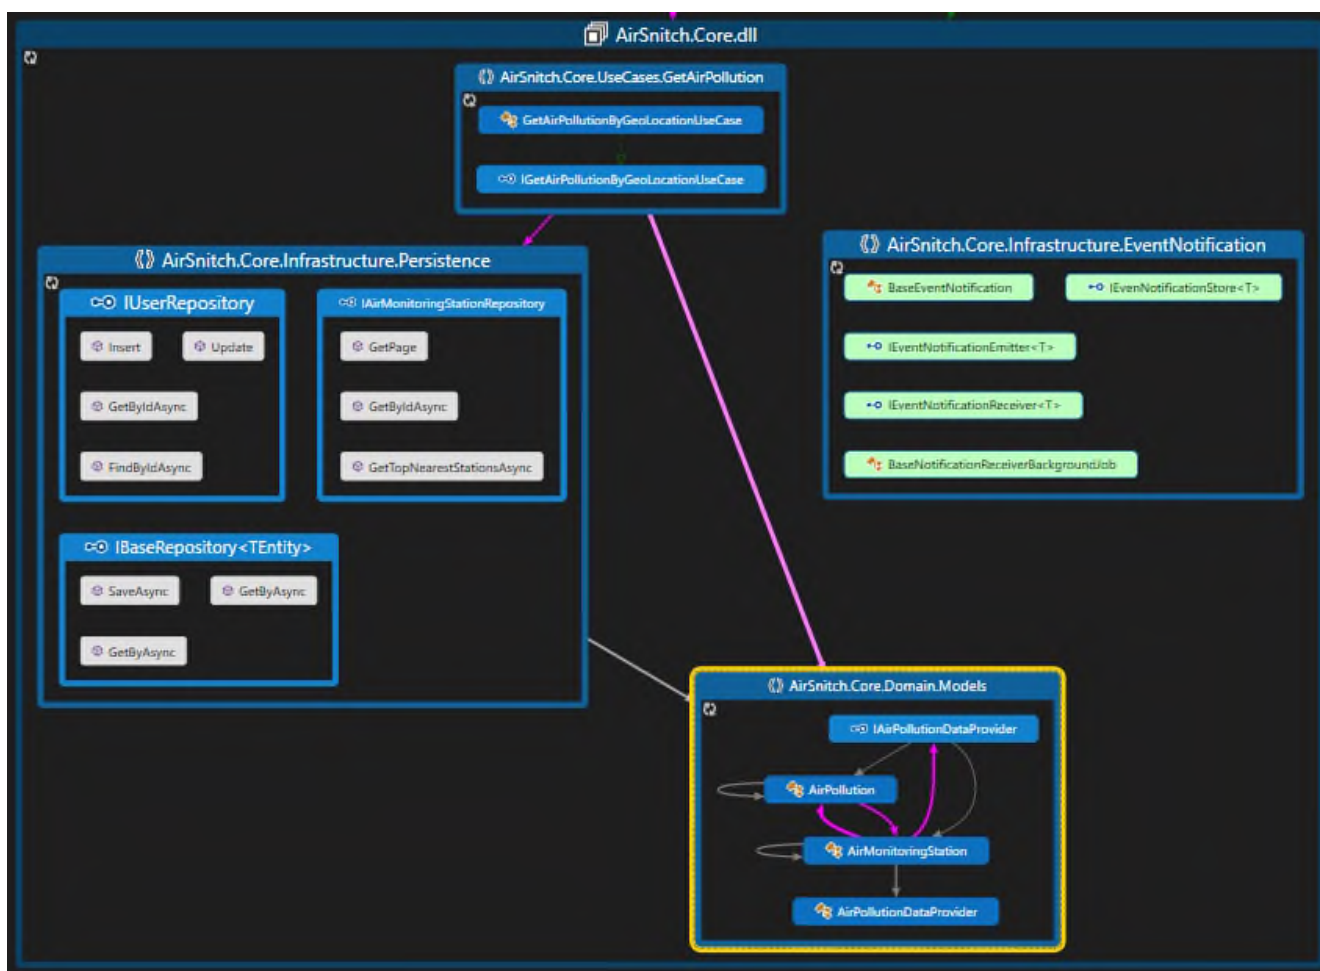 AirSnitch.Core.dll
AirSnitch.Core.UseCases.GetAirPollution
GetAirPollutionByGeoLocationUseCase
IGetAirPollutionByGeoLocationUseCase
AirSnitch.Core.Infrastructure.Persistence
IUserRepository
Insert
Update
GetByIdAsync
FindByIdAsync
IAirMonitoringStationRepository
GetPage
GetByIdAsync
GetTopNearestStationsAsync
IBaseRepository<TEntity>
SaveAsync
GetByAsync
GetByAsync
AirSnitch.Core.Infrastructure.EventNotification
BaseEventNotification
IEvenNotificationStore<T>
IEventNotificationEmitter<T>
IEventNotificationReceiver<T>
BaseNotificationReceiverBackgroundJob
AirSnitch.Core.Domain.Models
IAirPollutionDataProvider
AirPollution
AirMonitoringStation
AirPollutionDataProvider